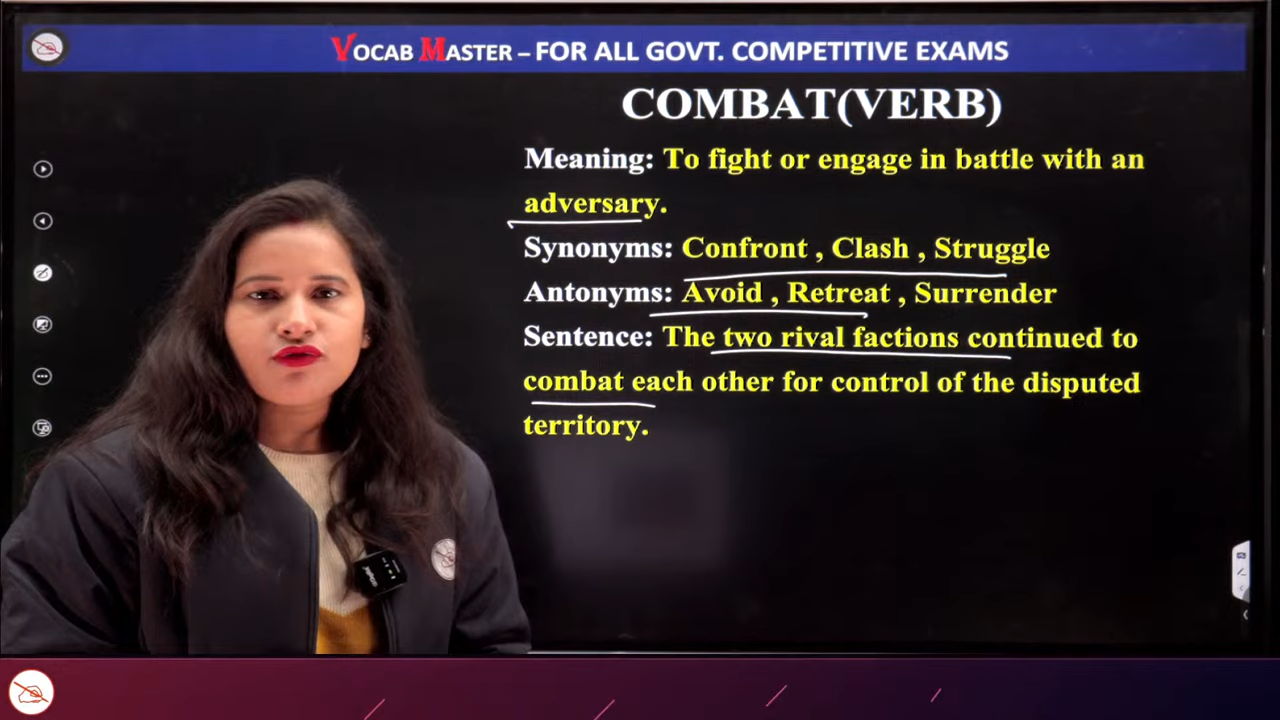 VOCAB MASTER – FOR ALL GOVT. COMPETITIVE EXAMS
COMBAT(VERB)
Meaning: To fight or engage in battle with an
adversary.
Synonyms: Confront , Clash , Struggle
Antonyms: Avoid , Retreat , Surrender
Sentence: The two rival factions continued to
combat each other for control of the disputed
territory.